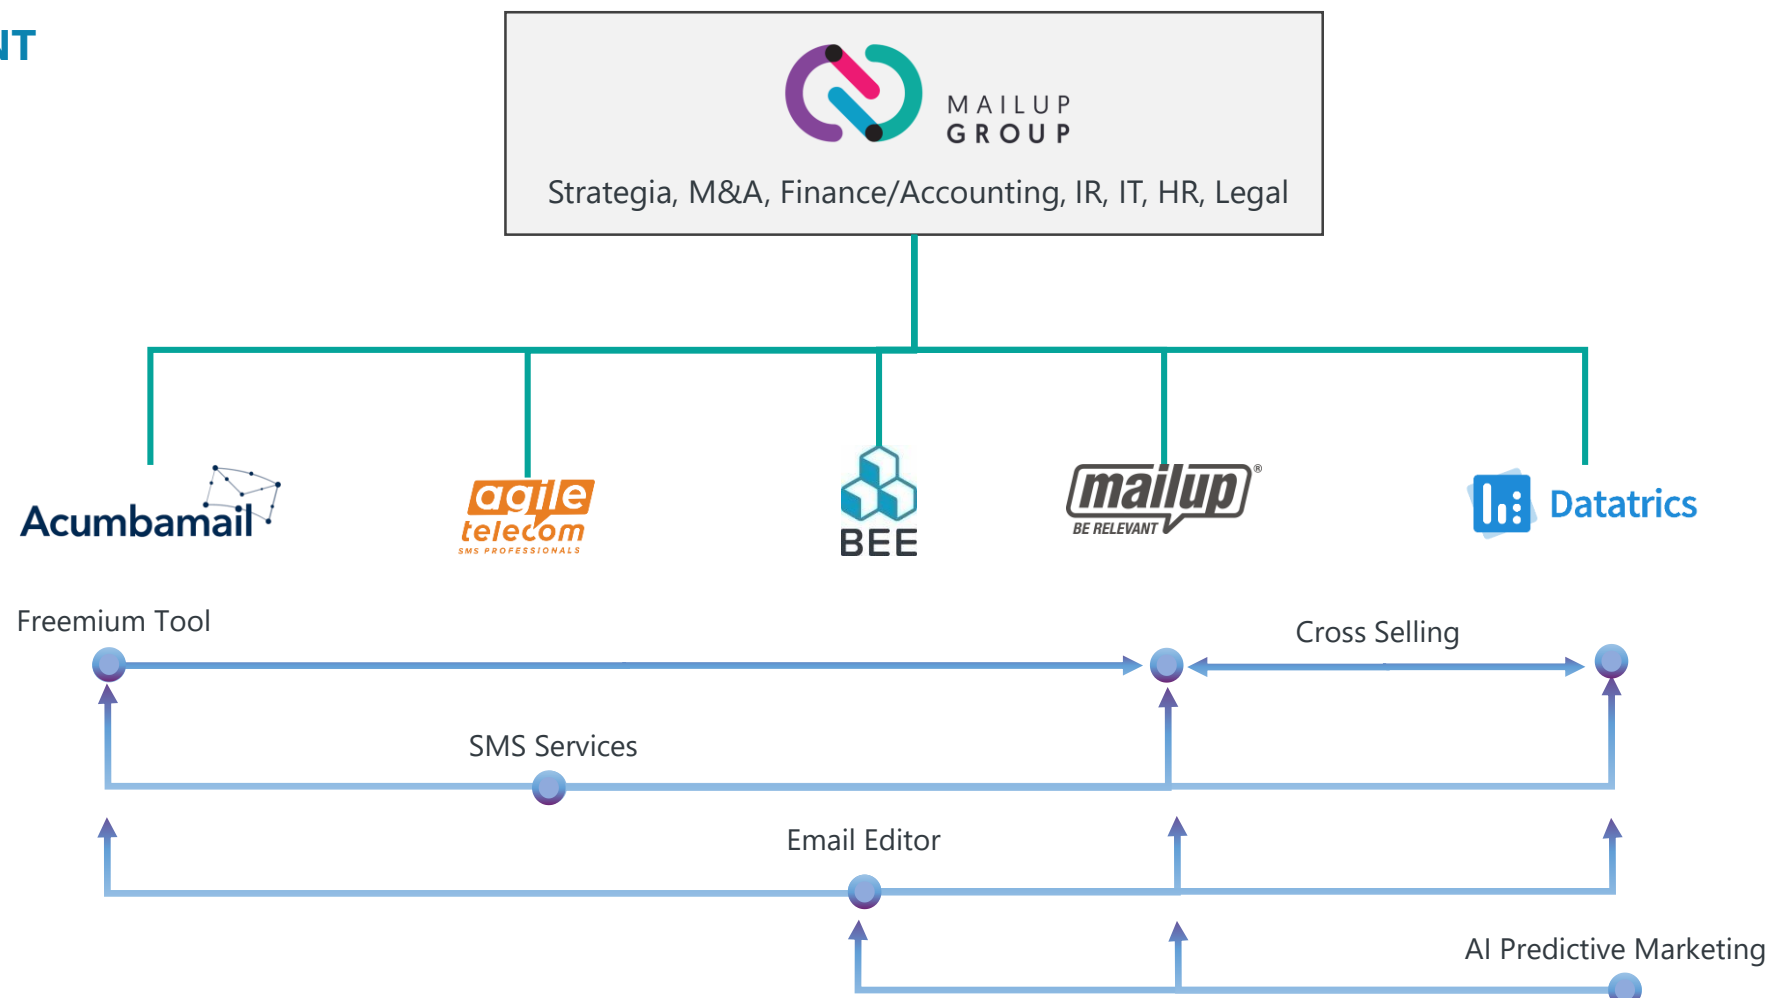 NT
MAILUP
GROUP
Strategia, M&A, Finance/Accounting, IR, IT, HR, Legal
Acumbamail
agile
telecom
SMS PROFESSIONALS
BEE
mailup®
BE RELEVANT
Datatrics
Freemium Tool
Cross Selling
SMS Services
Email Editor
AI Predictive Marketing